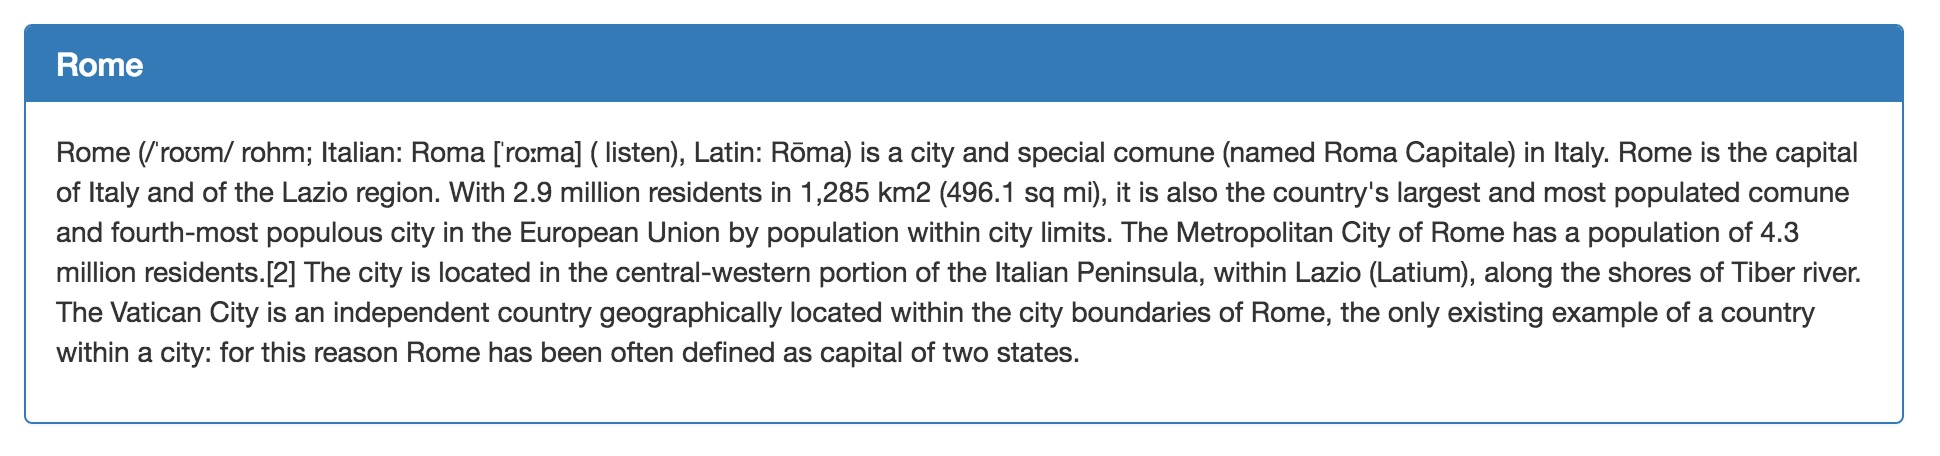 Rome
Rome (/ˈroʊm/ rohm; Italian: Roma [ˈroːma] ( listen), Latin: Rōma) is a city and special comune (named Roma Capitale) in Italy. Rome is the capital
of Italy and of the Lazio region. With 2.9 million residents in 1,285 km2 (496.1 sq mi), it is also the country's largest and most populated comune
and fourth-most populous city in the European Union by population within city limits. The Metropolitan City of Rome has a population of 4.3
million residents.[2] The city is located in the central-western portion of the Italian Peninsula, within Lazio (Latium), along the shores of Tiber river.
The Vatican City is an independent country geographically located within the city boundaries of Rome, the only existing example of a country
within a city: for this reason Rome has been often defined as capital of two states.